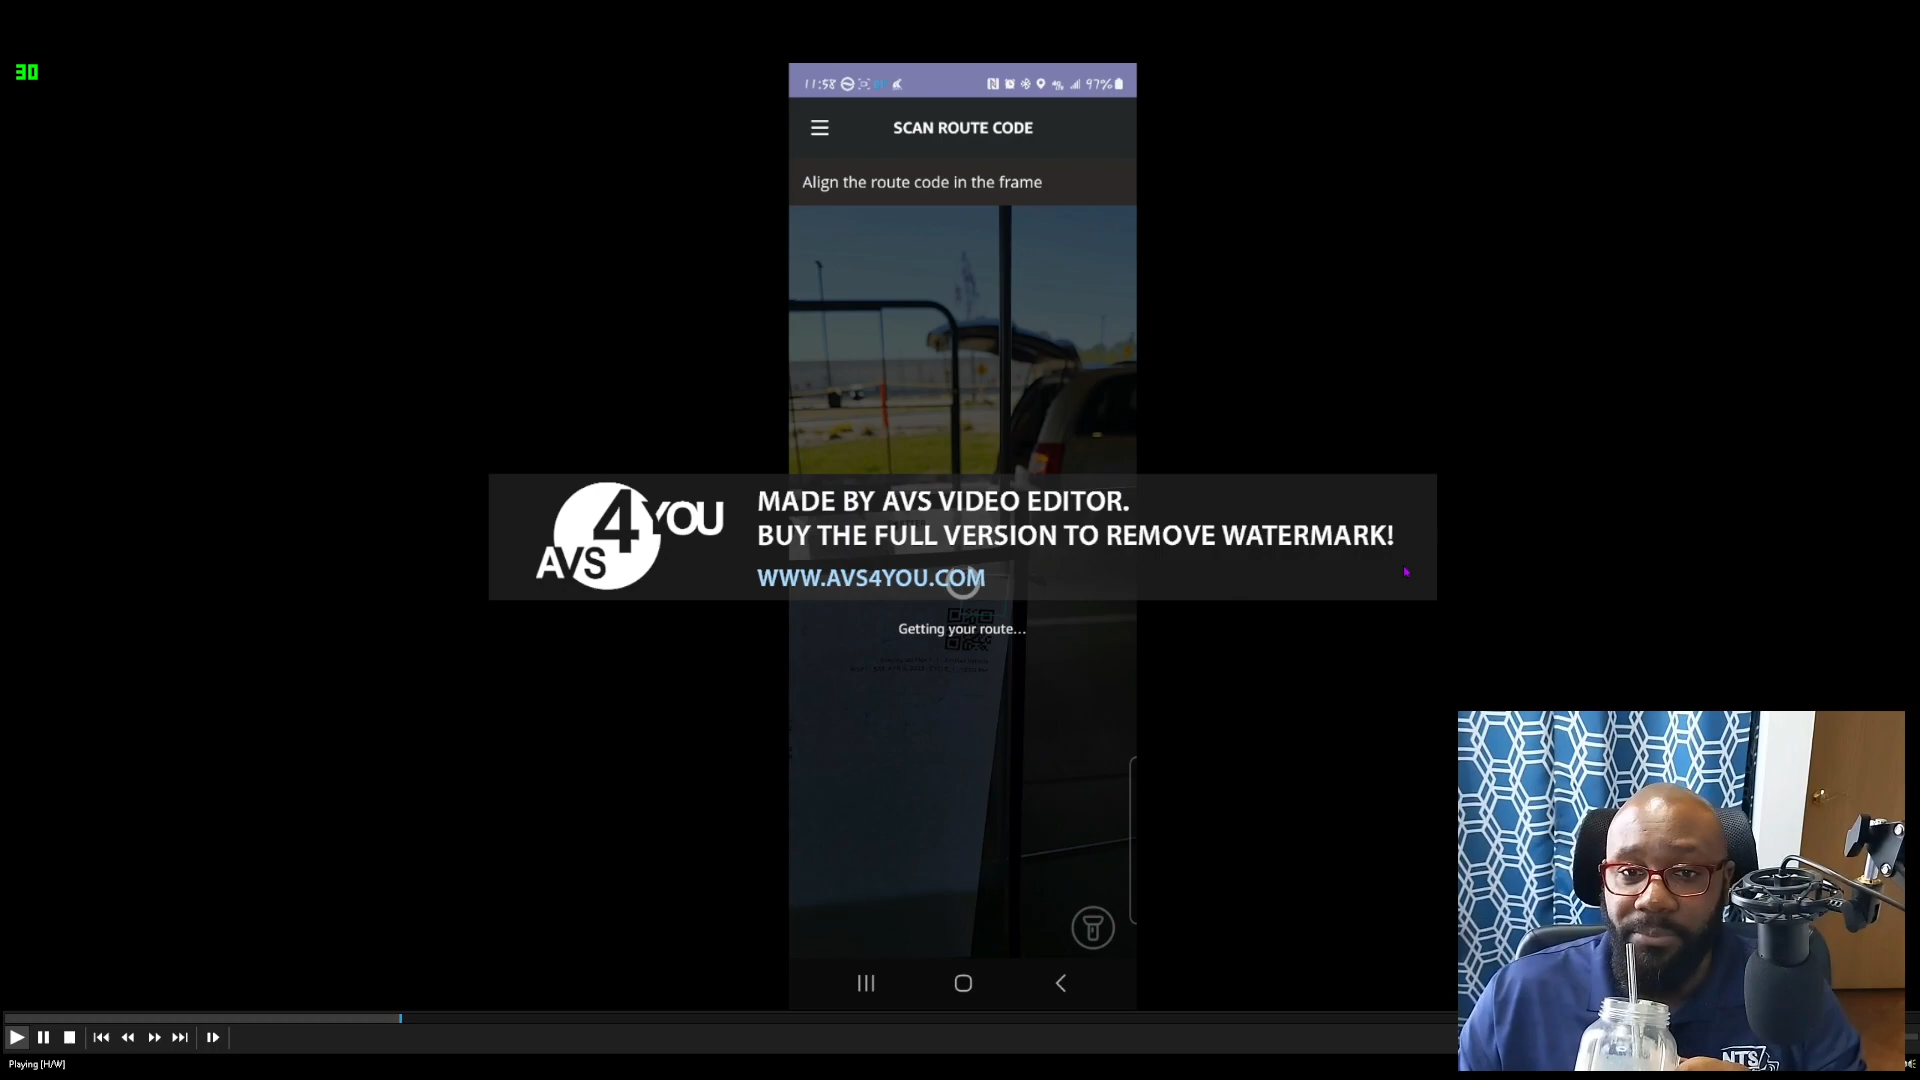 30
11:58
97%
SCAN ROUTE CODE
Align the route code in the frame
AVS4YOU
MADE BY AVS VIDEO EDITOR.
BUY THE FULL VERSION TO REMOVE WATERMARK!
WWW.AVS4YOU.COM
Getting your route...
NTS
Playing [H/W]